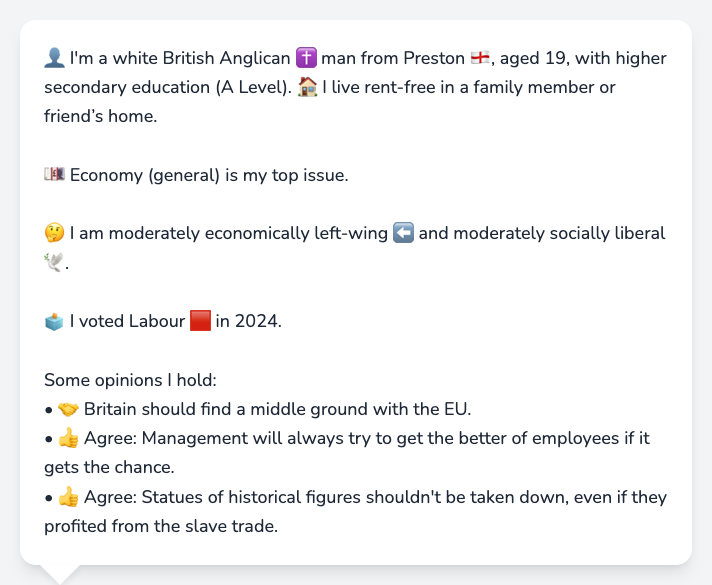 👤 I'm a white British Anglican ✝️ man from Preston 🏴󠁧󠁢󠁥󠁮󠁧󠁿, aged 19, with higher
secondary education (A Level). 🏠 I live rent-free in a family member or
friend’s home.
💷 Economy (general) is my top issue.
🤔 I am moderately economically left-wing ⬅️ and moderately socially liberal
🕊️.
🗳️ I voted Labour 🟥 in 2024.
Some opinions I hold:
• 🤝 Britain should find a middle ground with the EU.
• 👍 Agree: Management will always try to get the better of employees if it
gets the chance.
• 👍 Agree: Statues of historical figures shouldn't be taken down, even if they
profited from the slave trade.